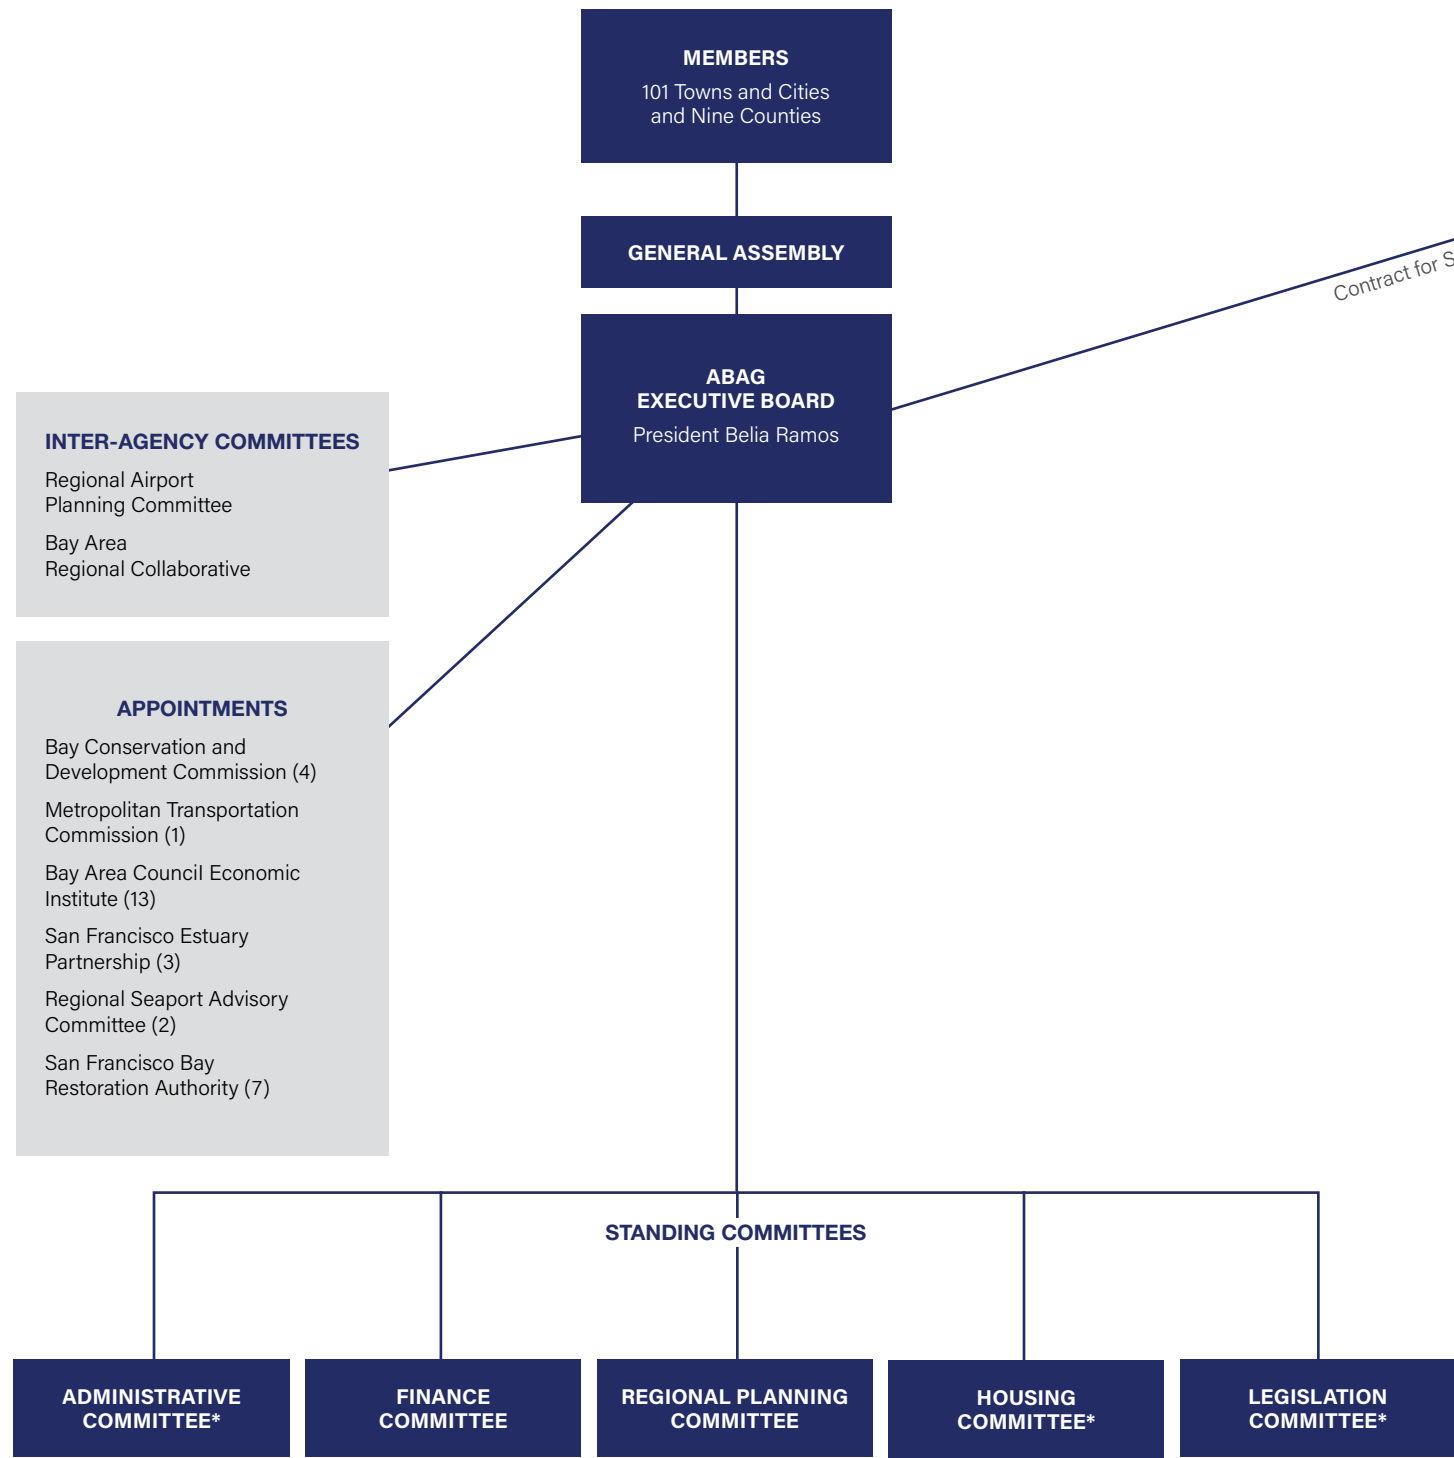 MEMBERS
101 Towns and Cities
and Nine Counties
GENERAL ASSEMBLY
Contract for
ABAG
EXECUTIVE BOARD
President Belia Ramos
INTER-AGENCY COMMITTEES
Regional Airport
Planning Committee
Bay Area
Regional Collaborative
APPOINTMENTS
Bay Conservation and
Development Commission (4)
Metropolitan Transportation
Commission (1)
Bay Area Council Economic
Institute (13)
San Francisco Estuary
Partnership (3)
Regional Seaport Advisory
Committee (2)
San Francisco Bay
Restoration Authority (7)
STANDING COMMITTEES
ADMINISTRATIVE
COMMITTEE*
FINANCE
COMMITTEE
REGIONAL PLANNING
COMMITTEE
HOUSING
COMMITTEE*
LEGISLATION
COMMITTEE*